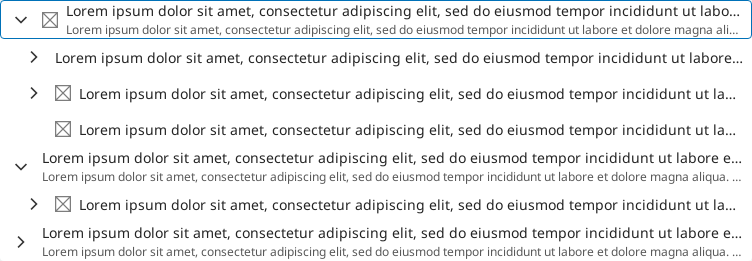 Lorem ipsum dolor sit amet, consectetur adipiscing elit, sed do eiusmod tempor incididunt ut labo...
Lorem ipsum dolor sit amet, consectetur adipiscing elit, sed do eiusmod tempor incididunt ut labore et dolore magna ali...
Lorem ipsum dolor sit amet, consectetur adipiscing elit, sed do eiusmod tempor incididunt ut labore...
Lorem ipsum dolor sit amet, consectetur adipiscing elit, sed do eiusmod tempor incididunt ut la...
Lorem ipsum dolor sit amet, consectetur adipiscing elit, sed do eiusmod tempor incididunt ut la...
Lorem ipsum dolor sit amet, consectetur adipiscing elit, sed do eiusmod tempor incididunt ut labore e...
Lorem ipsum dolor sit amet, consectetur adipiscing elit, sed do eiusmod tempor incididunt ut labore et dolore magna aliqua. ...
Lorem ipsum dolor sit amet, consectetur adipiscing elit, sed do eiusmod tempor incididunt ut la...
Lorem ipsum dolor sit amet, consectetur adipiscing elit, sed do eiusmod tempor incididunt ut labore e...
Lorem ipsum dolor sit amet, consectetur adipiscing elit, sed do eiusmod tempor incididunt ut labore et dolore magna aliqua. ...